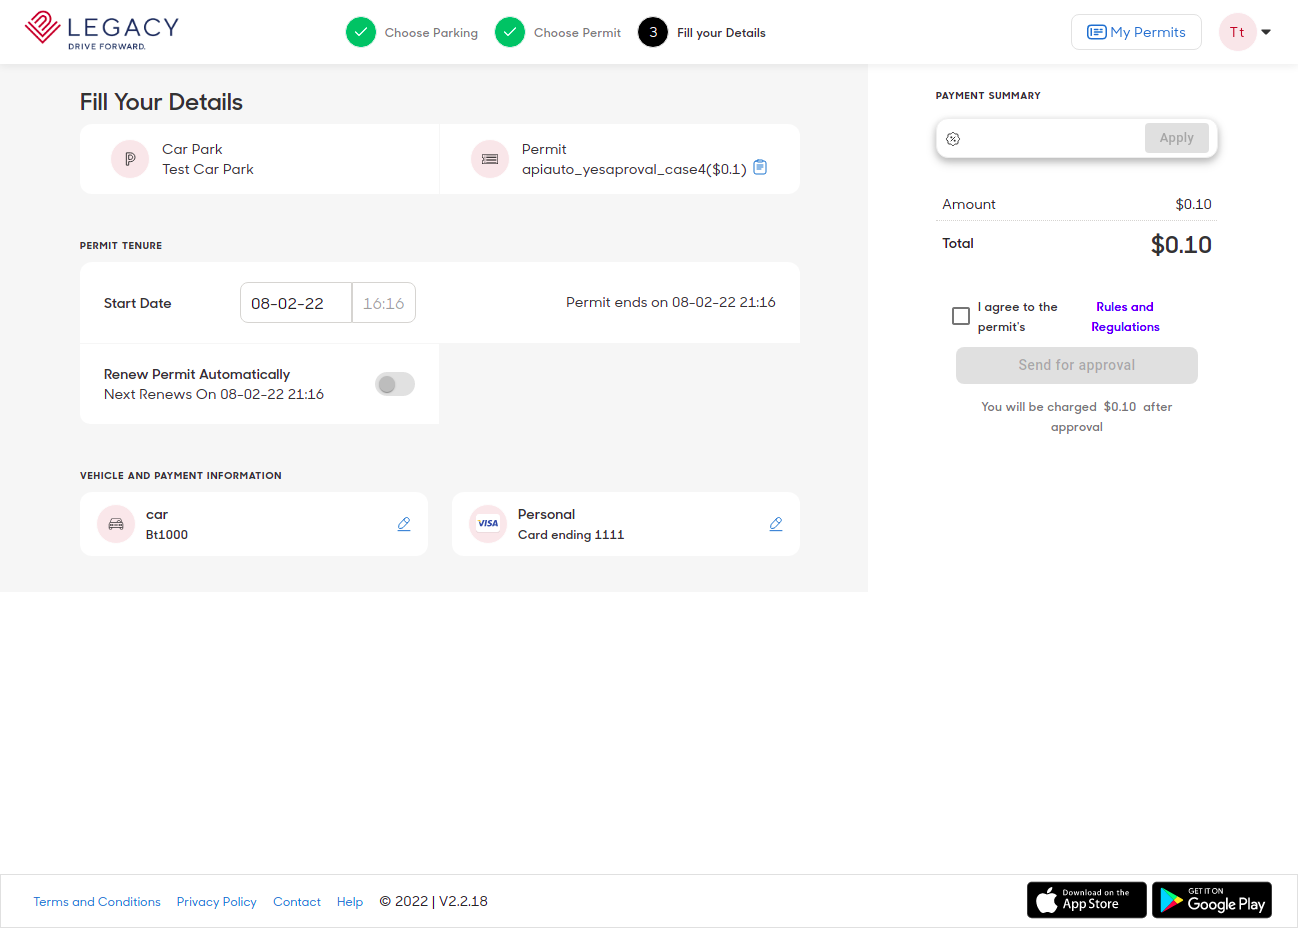 LEGACY
DRIVE FORWARD.
Choose Parking
Choose Permit
3 Fill your Details
My Permits
Tt
Fill Your Details
Car Park
Test Car Park
Permit
apiauto_yesaproval_case4($0.1)
PERMIT TENURE
Start Date
08-02-22
16:16
Permit ends on 08-02-22 21:16
Renew Permit Automatically
Next Renews On 08-02-22 21:16
VEHICLE AND PAYMENT INFORMATION
car
Bt1000
VISA
Personal
Card ending 1111
PAYMENT SUMMARY
Apply
Amount $0.10
Total $0.10
I agree to the permit's
Rules and Regulations
Send for approval
You will be charged $0.10 after
approval
Terms and Conditions Privacy Policy Contact Help © 2022 | V2.2.18
Download on the
App Store
GET IT ON
Google Play